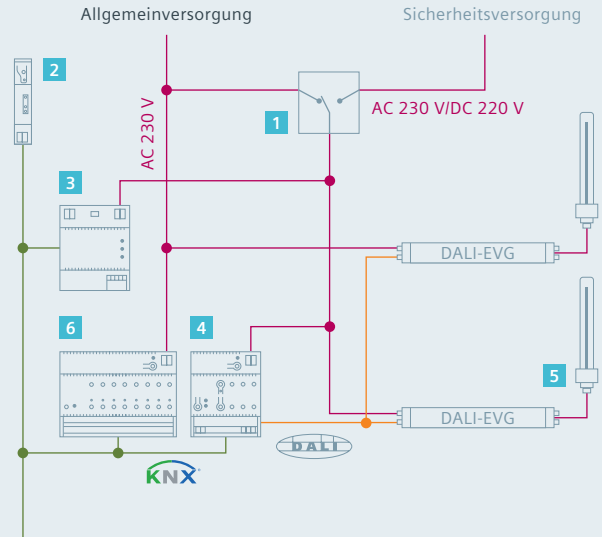 Allgemeinversorgung
Sicherheitsversorgung
2
AC 230 V
1
AC 230 V/DC 220 V
3
DALI-EVG
6
4
5
DALI-EVG
DALI
KNX